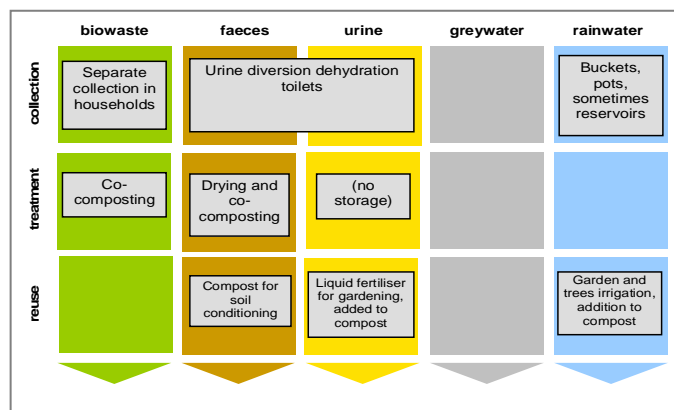 biowaste faeces urine greywater rainwater
collection
Separate
collection in
households
Urine diversion dehydration
toilets
Buckets,
pots,
sometimes
reservoirs
treatment
Co-
composting
Drying and
co-
composting
(no
storage)
reuse
Compost for
soil
conditioning
Liquid fertiliser
for gardening,
added to
compost
Garden and
trees irrigation,
addition to
compost